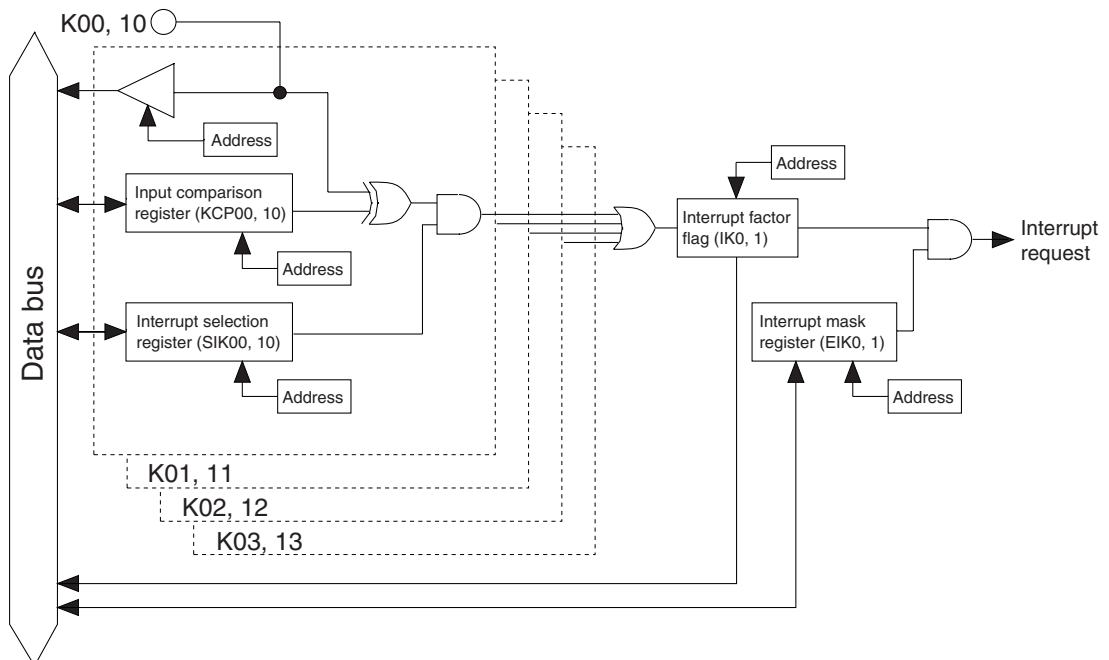 K00, 10
Address
Input comparison
register (KCP00, 10)
Address
Interrupt selection
register (SIK00, 10)
Address
Data bus
K01, 11
K02, 12
K03, 13
Address
Interrupt factor
flag (IK0, 1)
Interrupt
request
Interrupt mask
register (EIK0, 1)
Address